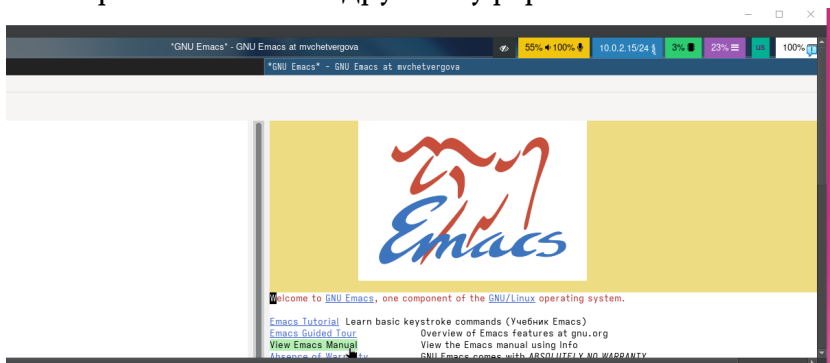 *GNU Emacs* - GNU Emacs at mvchetvergova
55% 100% 10.0.2.15/24 3% 23% us 100%
*GNU Emacs* - GNU Emacs at mvchetvergova
Emacs
Welcome to GNU Emacs, one component of the GNU/Linux operating system.
Emacs Tutorial Learn basic keystroke commands (Учебник Emacs)
Emacs Guided Tour Overview of Emacs features at gnu.org
View Emacs Manual View the Emacs manual using Info
Absence of Warranty GNU Emacs comes with ABSOLUTELY NO WARRANTY